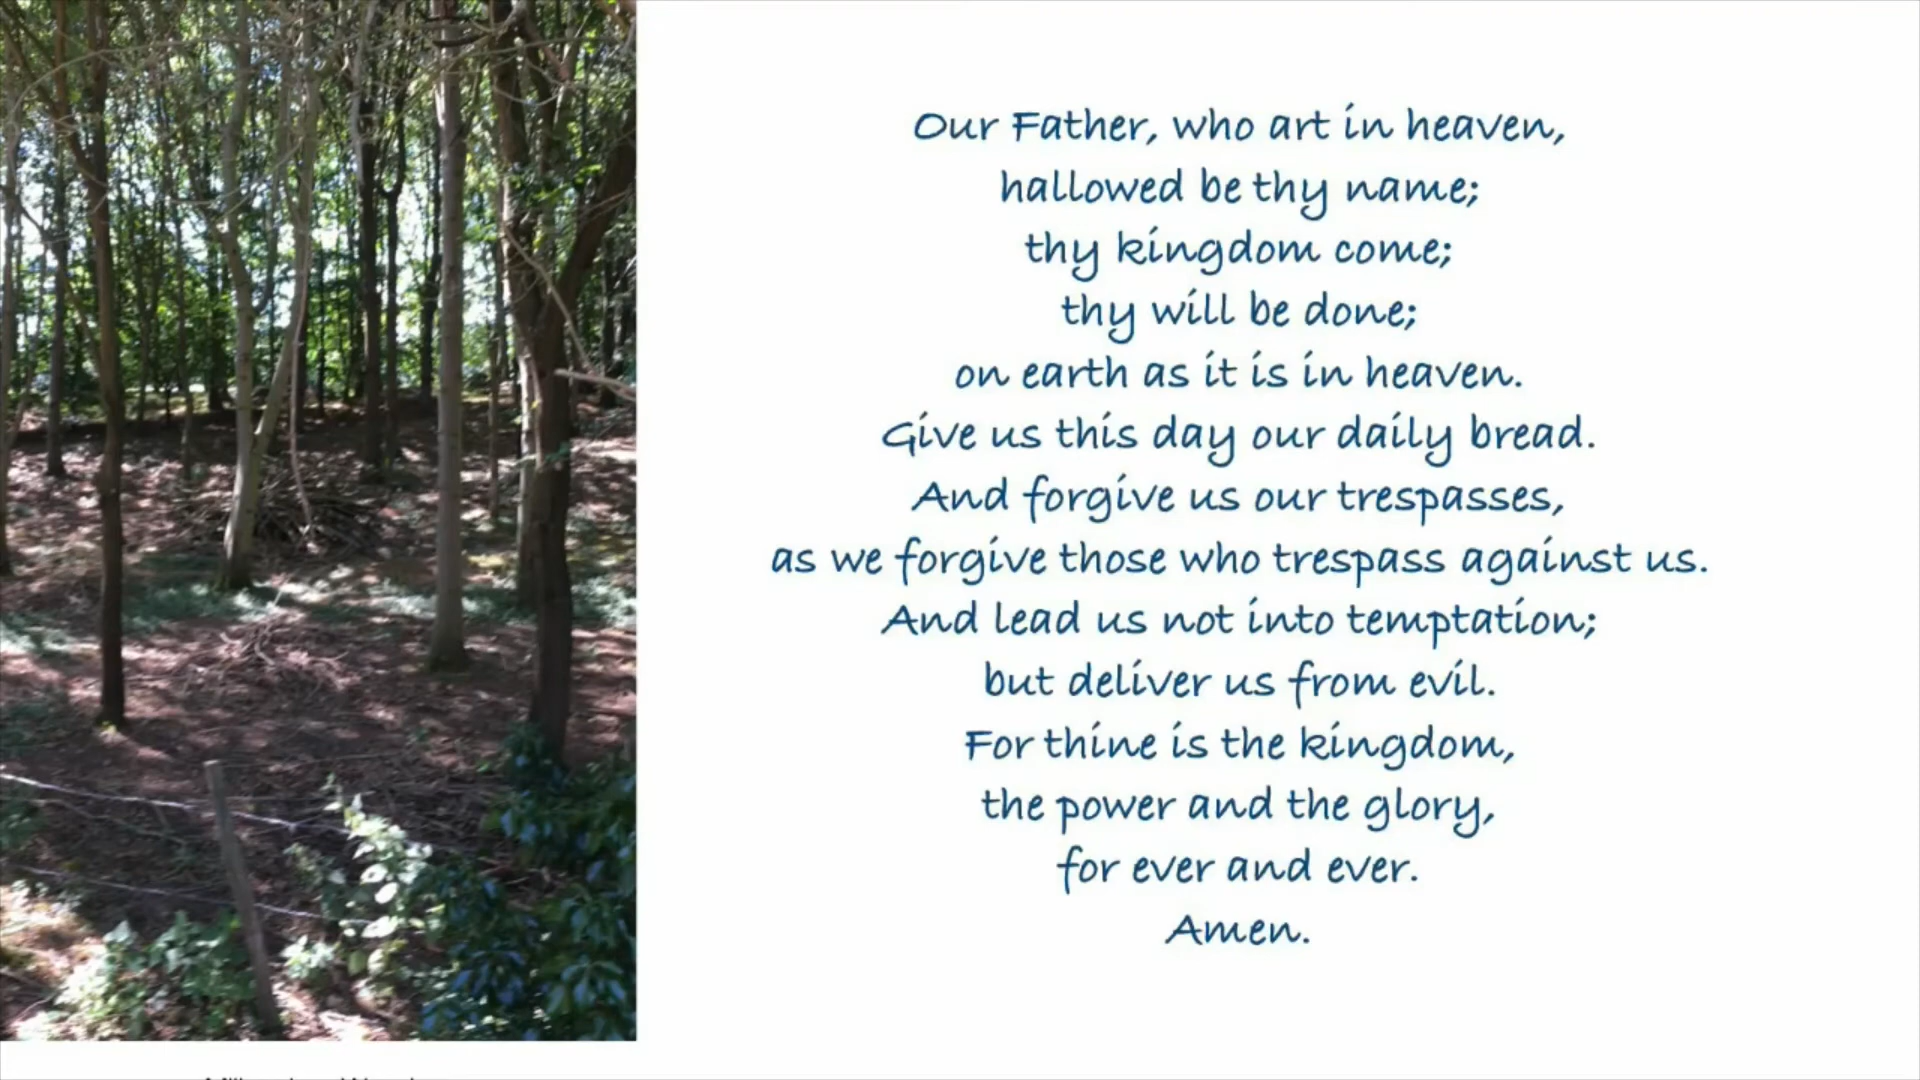 Our Father, who art in heaven,
hallowed be thy name;
thy kingdom come;
thy will be done;
on earth as it is in heaven.
Give us this day our daily bread.
And forgive us our trespasses,
as we forgive those who trespass against us.
And lead us not into temptation;
but deliver us from evil.
For thine is the kingdom,
the power and the glory,
for ever and ever.
Amen.